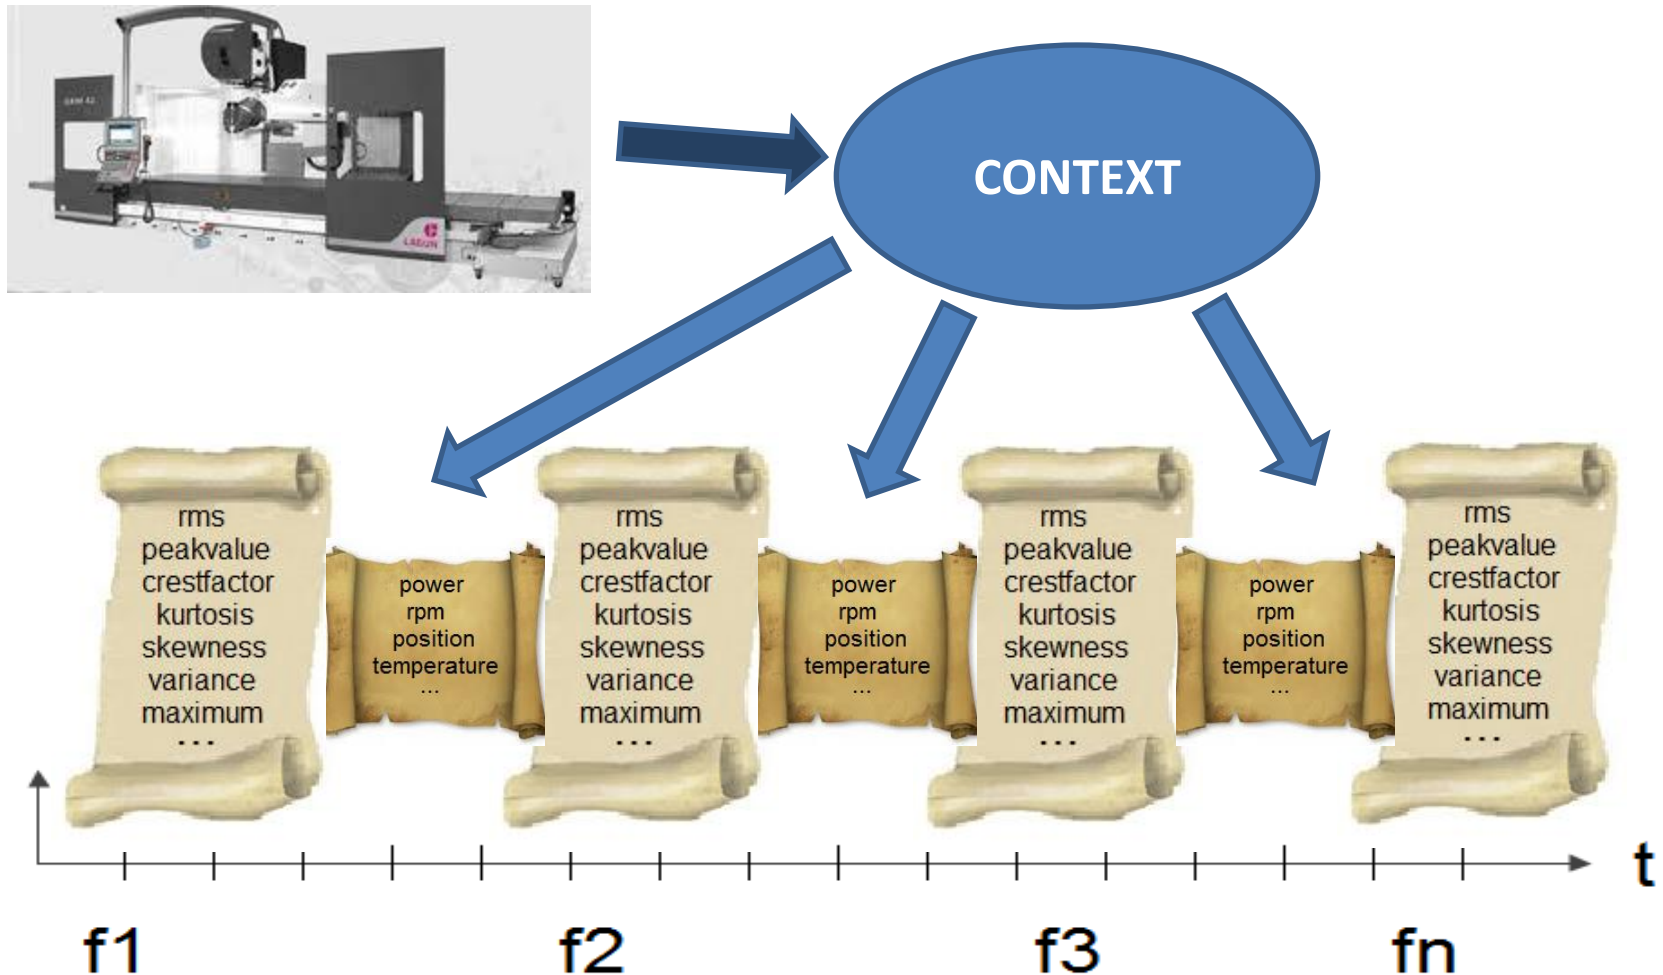 CONTEXT
LAGUN
rms
peakvalue
crestfactor
kurtosis
skewness
variance
maximum
...
power
rpm
position
temperature
...
rms
peakvalue
crestfactor
kurtosis
skewness
variance
maximum
...
power
rpm
position
temperature
...
rms
peakvalue
crestfactor
kurtosis
skewness
variance
maximum
...
power
rpm
position
temperature
...
rms
peakvalue
crestfactor
kurtosis
skewness
variance
maximum
...
t
f1
f2
f3
fn